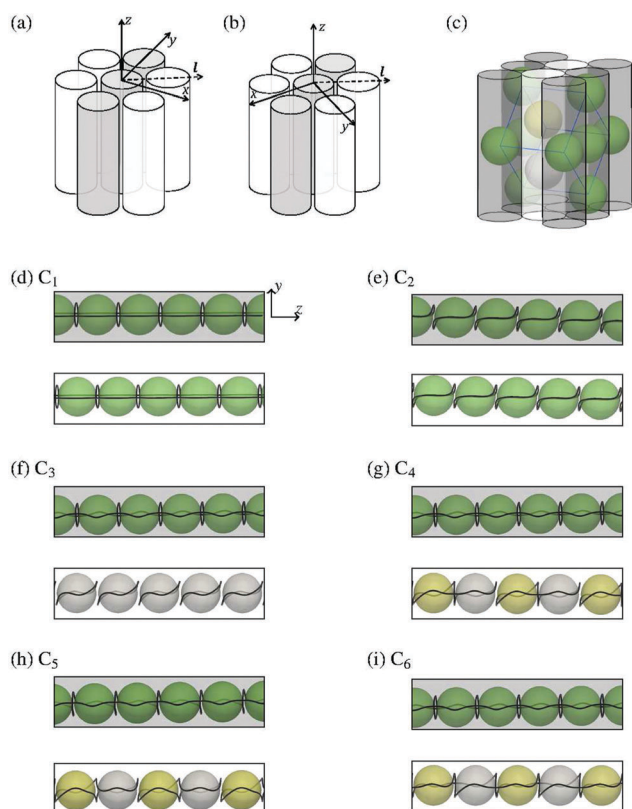 (a) (b) (c)
z y l x
z l x y
(d) C₁ (e) C₂
y
z
(f) C₃ (g) C₄
(h) C₅ (i) C₆